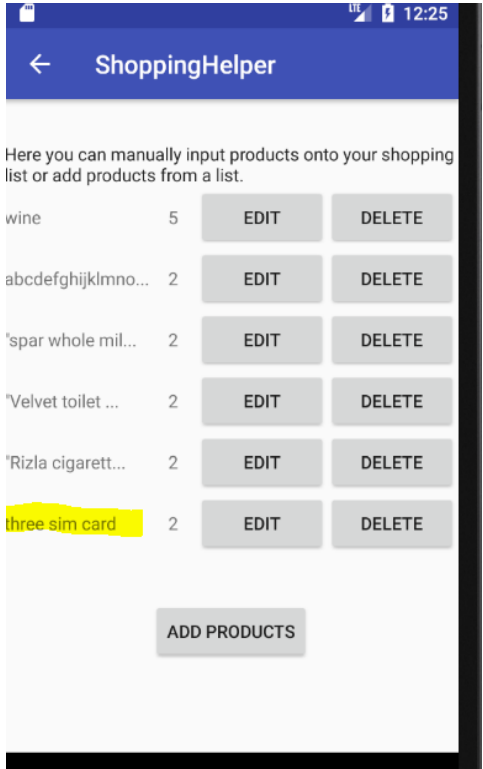 LTE 12:25
ShoppingHelper
Here you can manually input products onto your shopping
list or add products from a list.
wine 5 EDIT DELETE
abcdefghijklmno... 2 EDIT DELETE
"spar whole mil... 2 EDIT DELETE
"Velvet toilet ... 2 EDIT DELETE
"Rizla cigarett... 2 EDIT DELETE
three sim card 2 EDIT DELETE
ADD PRODUCTS